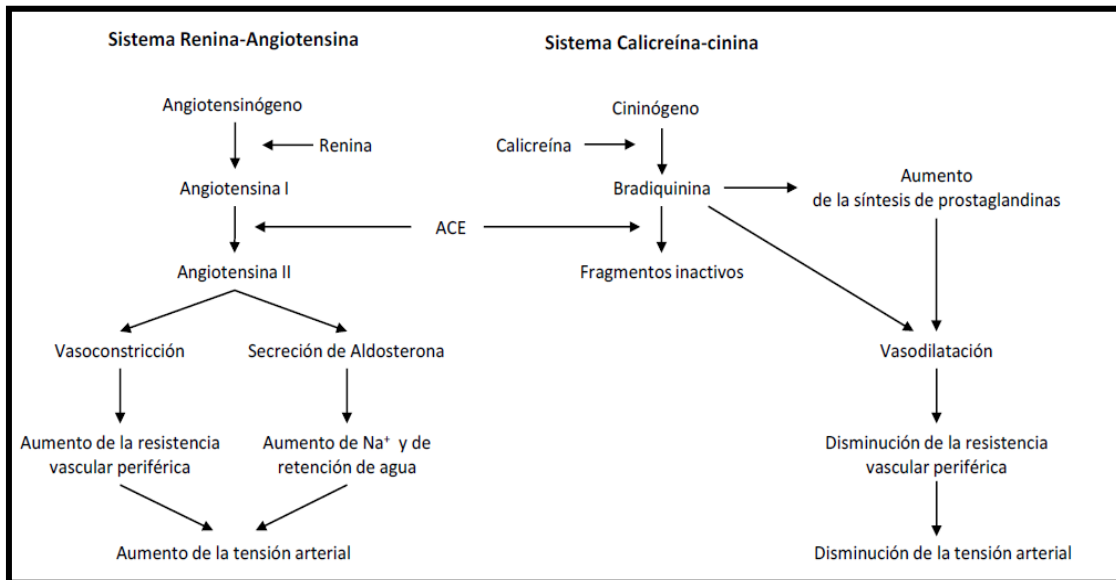 Sistema Renina-Angiotensina
Sistema Calicreína-cinina
Angiotensinógeno
Cininógeno
Renina
Calicreína
Angiotensina I
Bradiquinina
Aumento
de la síntesis de prostaglandinas
ACE
Angiotensina II
Fragmentos inactivos
Vasoconstricción
Secreción de Aldosterona
Vasodilatación
Aumento de la resistencia
vascular periférica
Aumento de Na⁺ y de
retención de agua
Disminución de la resistencia
vascular periférica
Aumento de la tensión arterial
Disminución de la tensión arterial